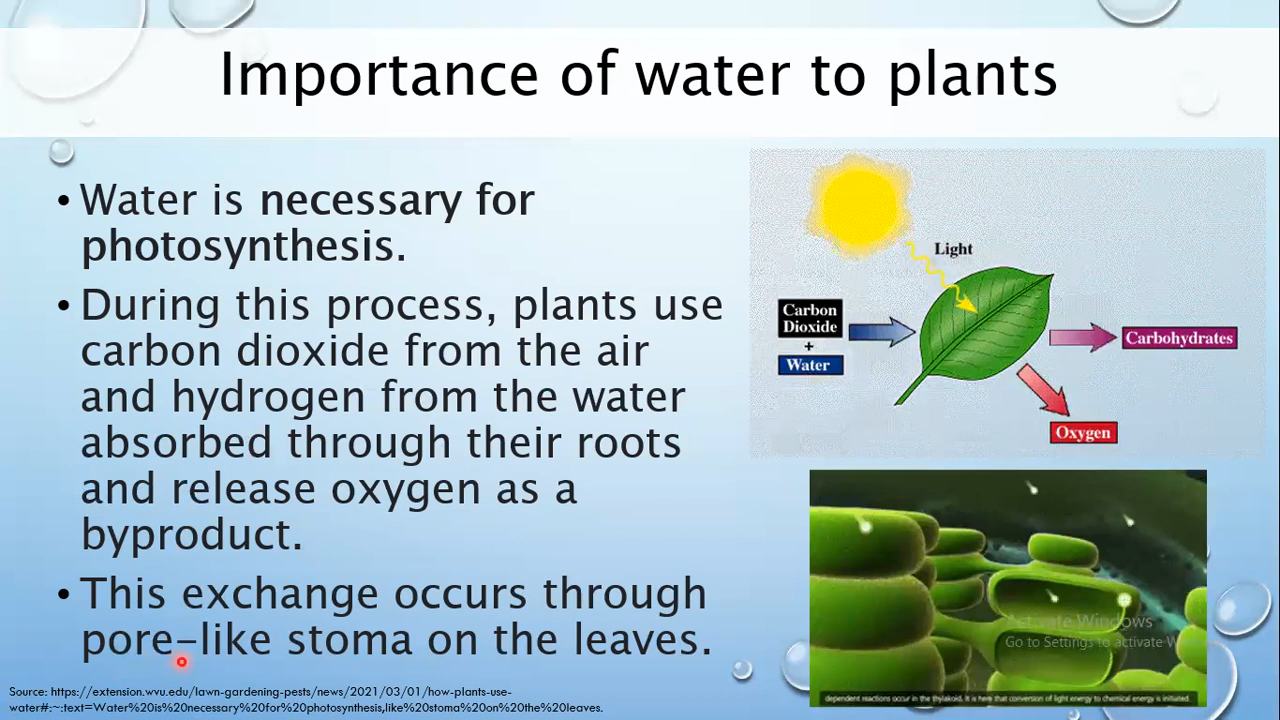 Importance of water to plants
• Water is necessary for
photosynthesis.
• During this process, plants use
carbon dioxide from the air
and hydrogen from the water
absorbed through their roots
and release oxygen as a
byproduct.
• This exchange occurs through
pore-like stoma on the leaves.
Light
Carbon
Dioxide
+
Water
Carbohydrates
Oxygen
Activate Windows
Go to Settings to activate W
dependent reactions occur in the thylakoid. It is here that conversion of light energy to chemical energy is initiated.
Source: https://extension.wvu.edu/lawn-gardening-pests/news/2021/03/01/how-plants-use-
water#:~:text=Water%20is%20necessary%20for%20photosynthesis,like%20stoma%20on%20the%20leaves.